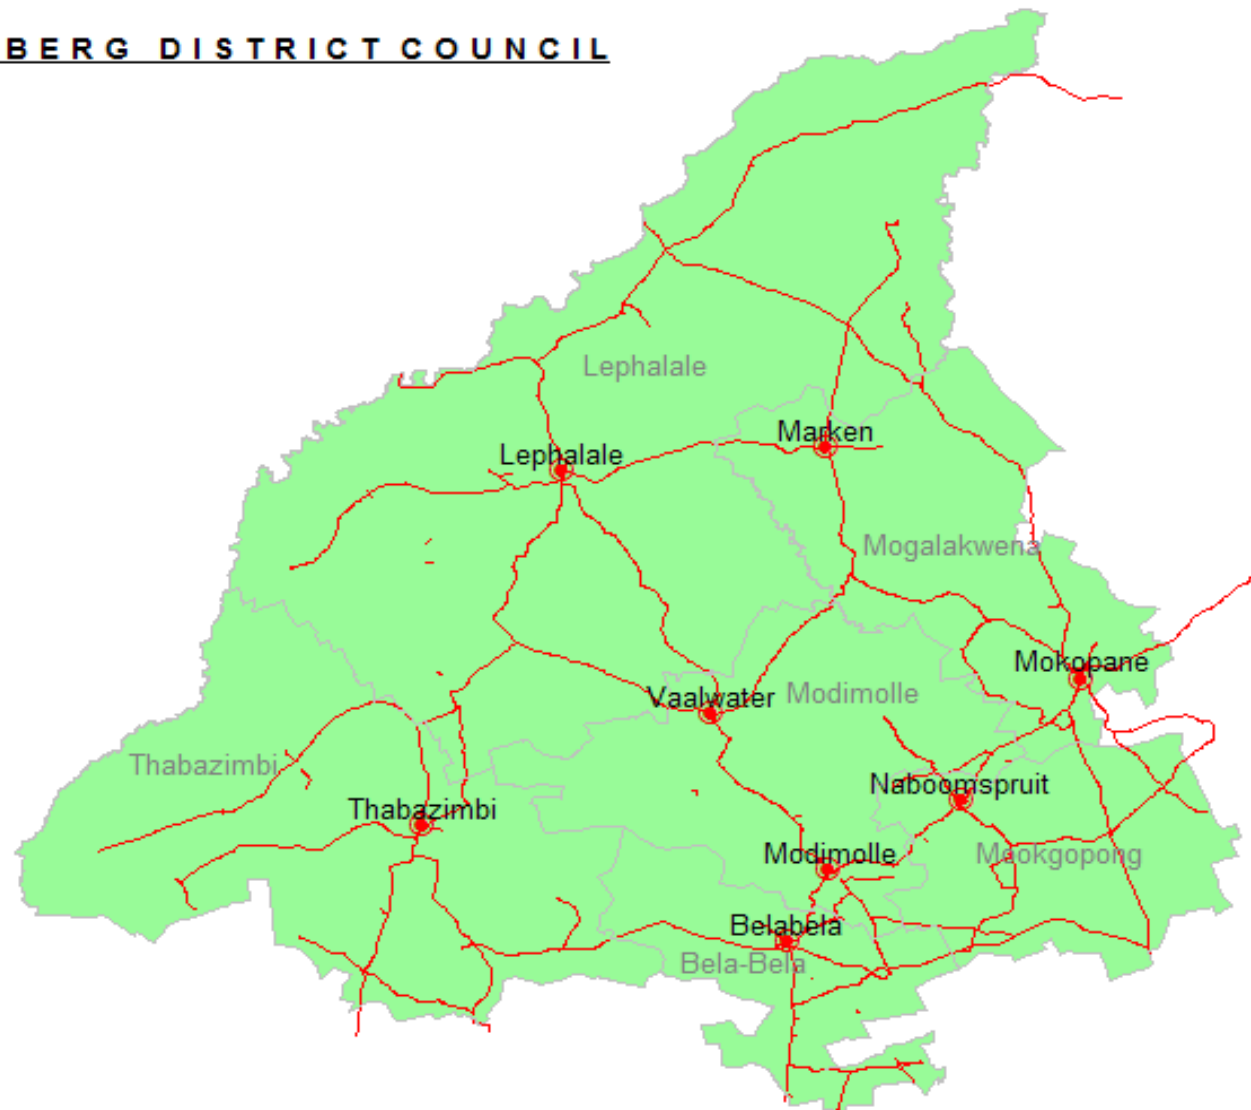 BERG DISTRICT COUNCIL
Lephalale
Marken
Lephalale
Mogalakwena
Mokopane
Modimolle
Vaalwater
Thabazimbi
Naboomspruit
Thabazimbi
Modimolle
Mookgopong
Belabela
Bela-Bela